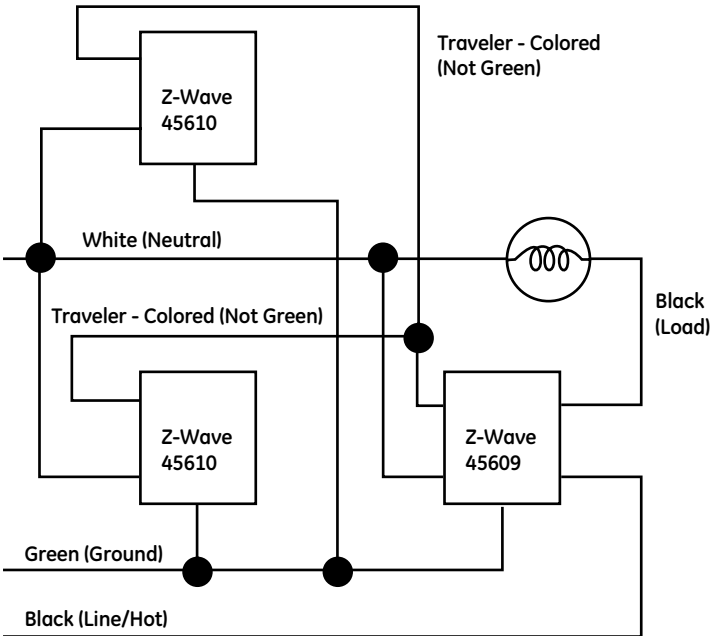 Traveler - Colored
(Not Green)
Z-Wave
45610
White (Neutral)
Black
(Load)
Traveler - Colored (Not Green)
Z-Wave
45610
Z-Wave
45609
Green (Ground)
Black (Line/Hot)